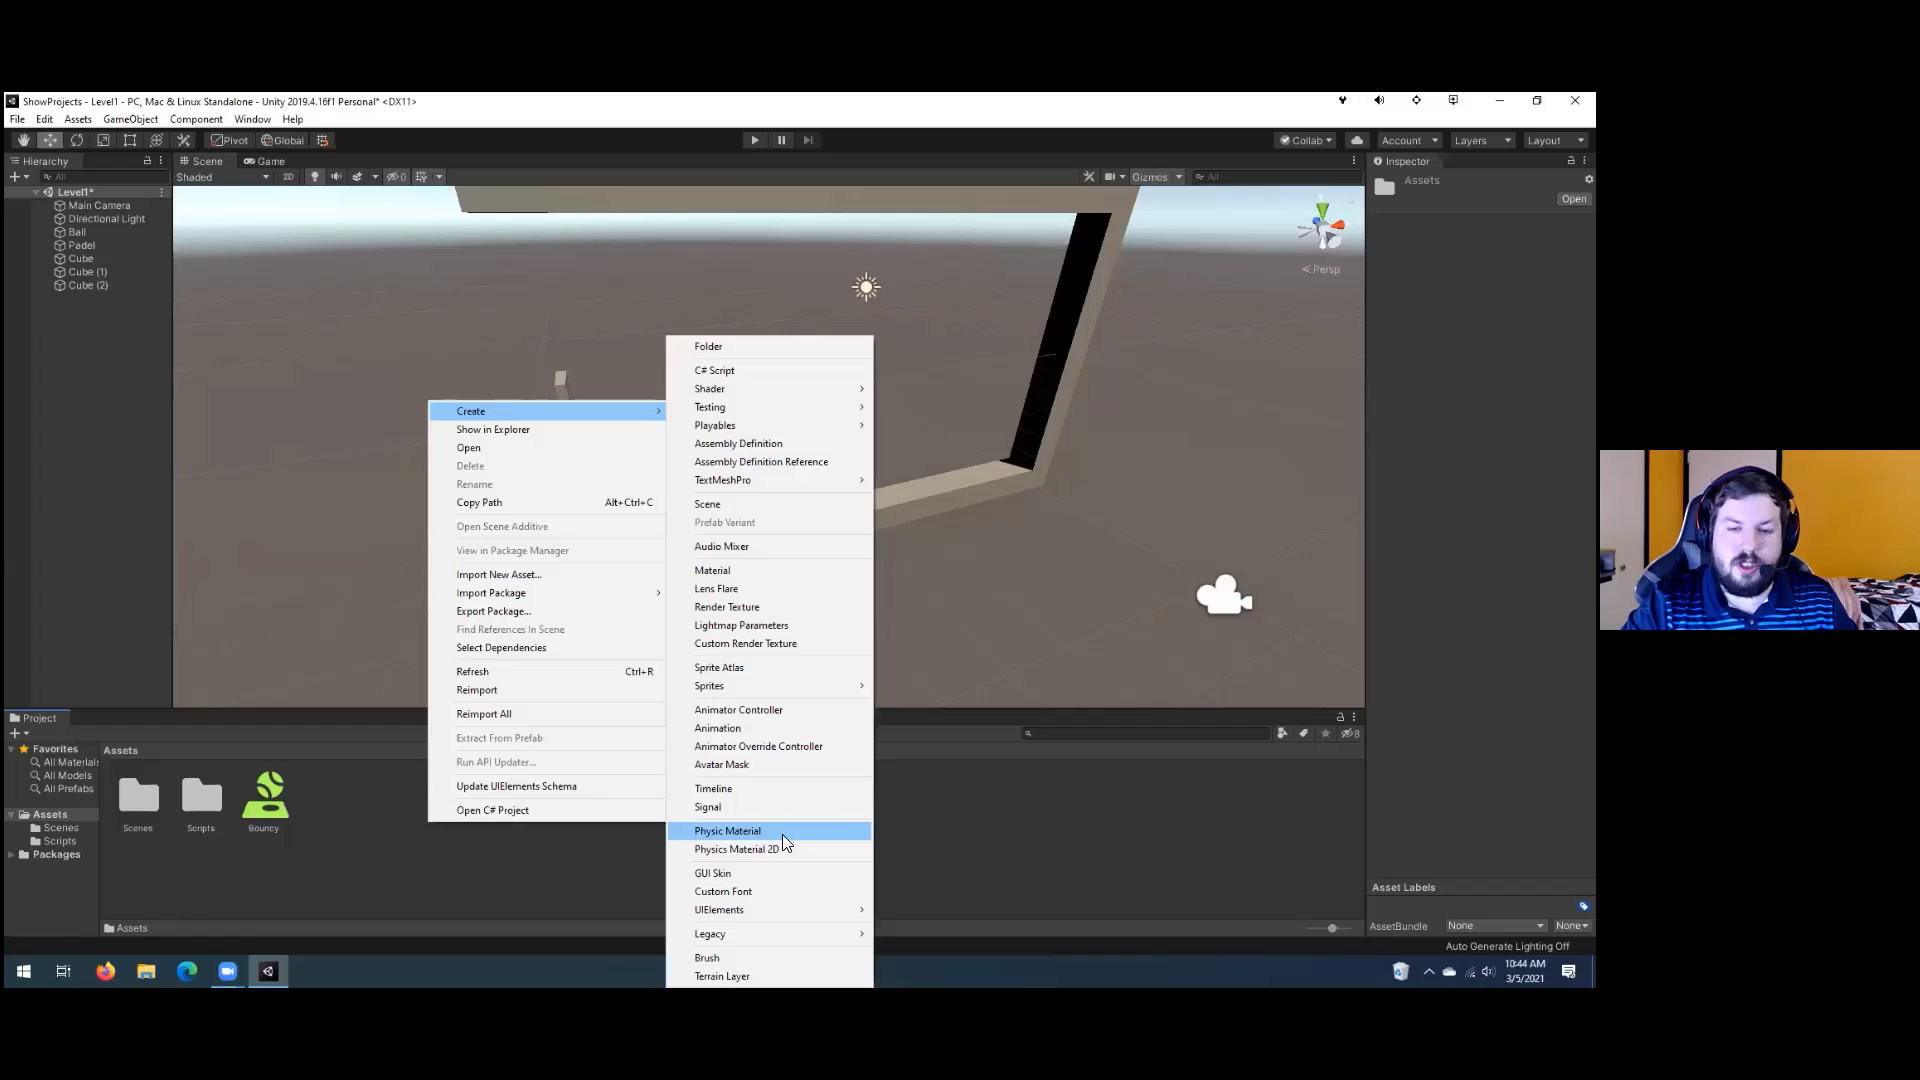 ShowProjects - Level1 - PC, Mac & Linux Standalone - Unity 2019.4.16f1 Personal* <DX11>
File Edit Assets GameObject Component Window Help
Pivot Global Collab Account Layers Layout
Hierarchy
All
Level1*
Main Camera
Directional Light
Ball
Padel
Cube
Cube (1)
Cube (2)
Scene Game
Shaded 2D 0 Gizmos All
Persp
Inspector
Assets
Open
Create
Show in Explorer
Open
Delete
Rename
Copy Path Alt+Ctrl+C
Open Scene Additive
View in Package Manager
Import New Asset...
Import Package
Export Package...
Find References In Scene
Select Dependencies
Refresh Ctrl+R
Reimport
Reimport All
Extract From Prefab
Run API Updater...
Update UIElements Schema
Open C# Project
Folder
C# Script
Shader
Testing
Playables
Assembly Definition
Assembly Definition Reference
TextMeshPro
Scene
Prefab Variant
Audio Mixer
Material
Lens Flare
Render Texture
Lightmap Parameters
Custom Render Texture
Sprite Atlas
Sprites
Animator Controller
Animation
Animator Override Controller
Avatar Mask
Timeline
Signal
Physic Material
Physics Material 2D
GUI Skin
Custom Font
UIElements
Legacy
Brush
Terrain Layer
Project
8
Favorites
All Materials
All Models
All Prefabs
Assets
Scenes
Scripts
Packages
Assets
Scenes Scripts Bouncy
Assets
Asset Labels
AssetBundle None None
Auto Generate Lighting Off
10:44 AM
3/5/2021